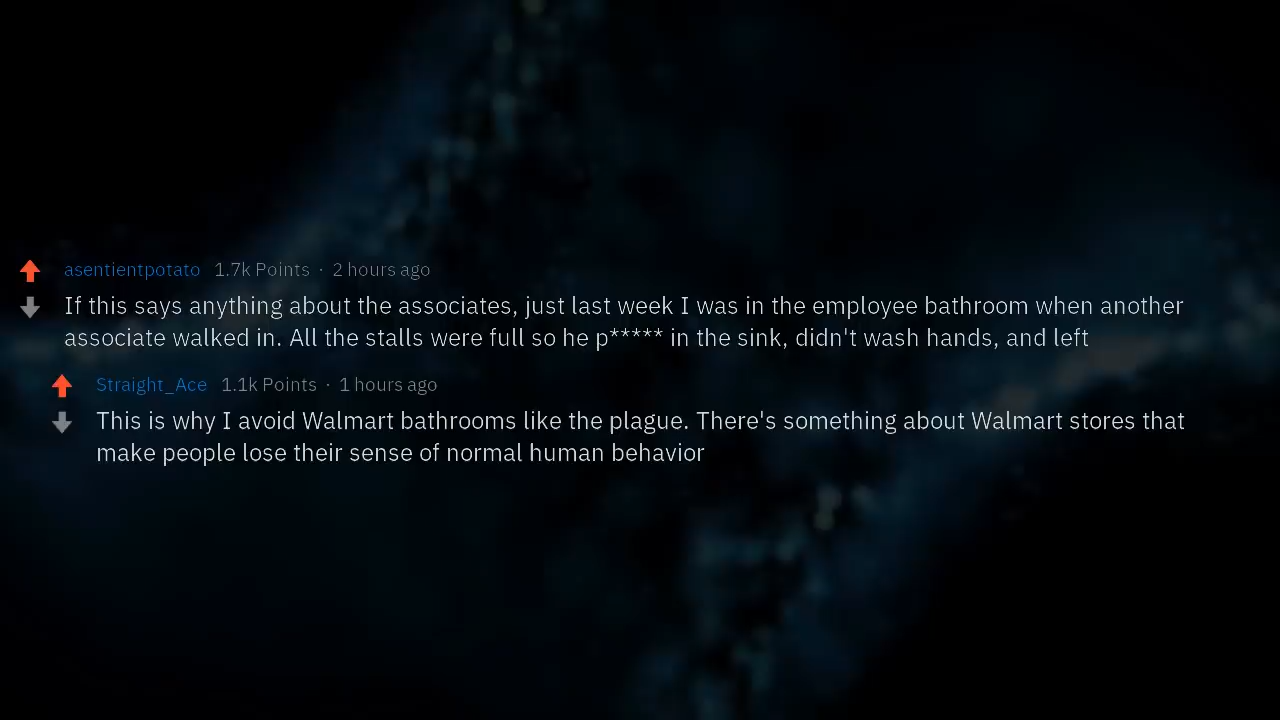 asentientpotato 1.7k Points · 2 hours ago
If this says anything about the associates, just last week I was in the employee bathroom when another
associate walked in. All the stalls were full so he p***** in the sink, didn't wash hands, and left
Straight_Ace 1.1k Points · 1 hours ago
This is why I avoid Walmart bathrooms like the plague. There's something about Walmart stores that
make people lose their sense of normal human behavior